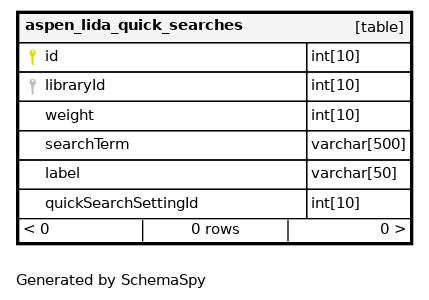 aspen_lida_quick_searches [table]
id int[10]
libraryId int[10]
weight int[10]
searchTerm varchar[500]
label varchar[50]
quickSearchSettingId int[10]
< 0 0 rows 0 >
Generated by SchemaSpy